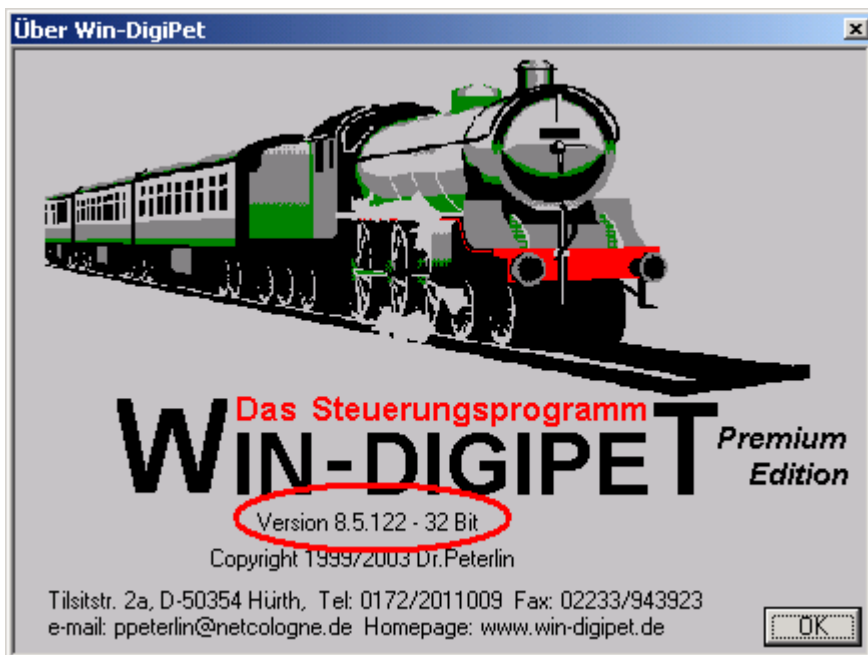 Über Win-DigiPet
Das Steuerungsprogramm
WIN-DIGIPET
Premium
Edition
Version 8.5.122 - 32 Bit
Copyright 1999/2003 Dr.Peterlin
Tilsitstr. 2a, D-50354 Hürth, Tel: 0172/2011009 Fax: 02233/943923
e-mail: ppeterlin@netcologne.de Homepage: www.win-digipet.de
OK